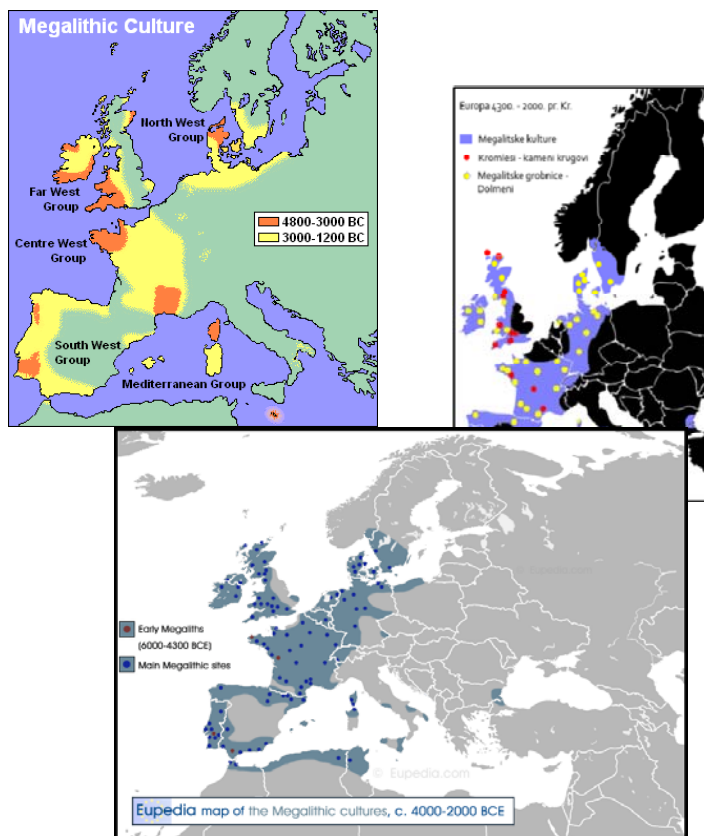 Megalithic Culture
North West
Group
Far West
Group
Centre West
Group
4800-3000 BC
3000-1200 BC
South West
Group
Mediterranean Group
Europa 4300. - 2000. pr. Kr.
Megalitske kulture
Kromlesi - kameni krugovi
Megalitske grobnice -
Dolmeni
Early Megaliths
(6000-4300 BCE)
Main Megalithic sites
© Eupedia.com
© Eupedia.com
Eupedia map of the Megalithic cultures, c. 4000-2000 BCE